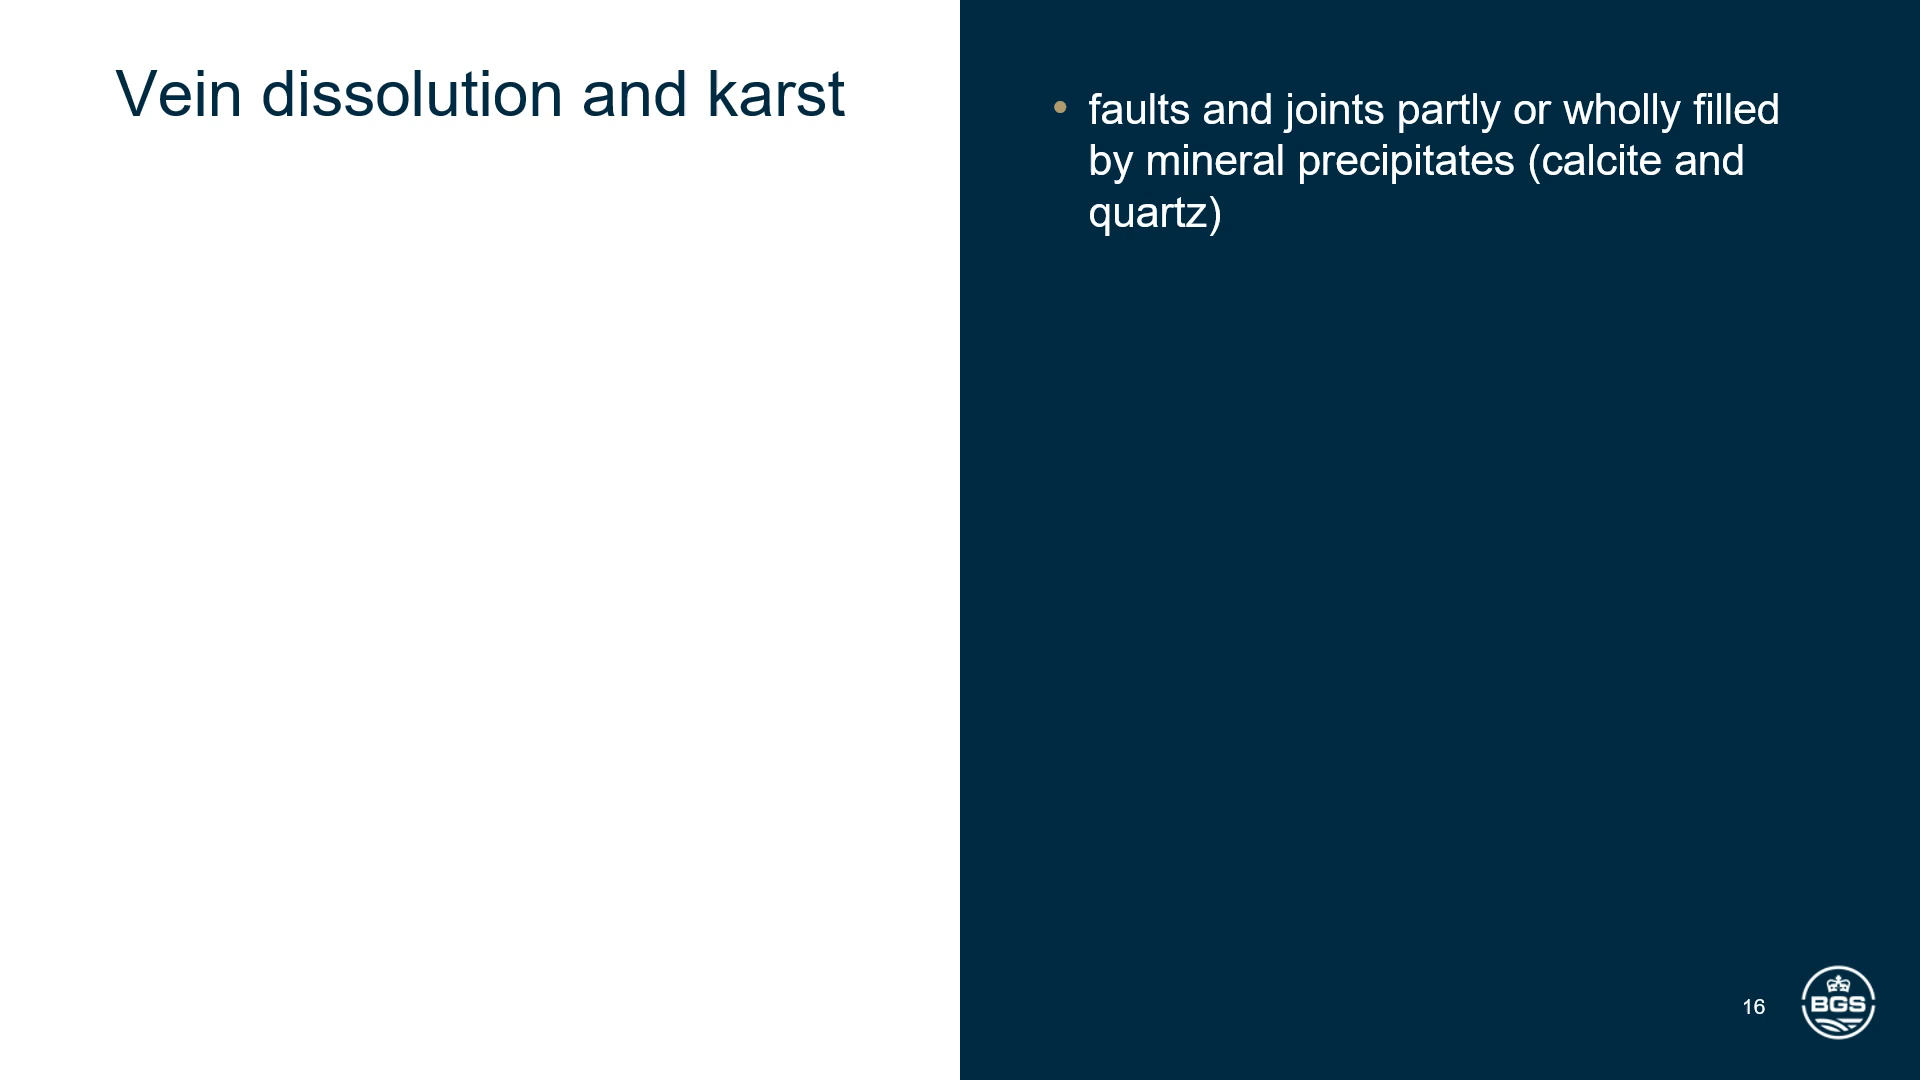 Vein dissolution and karst
• faults and joints partly or wholly filled
by mineral precipitates (calcite and
quartz)
16
BGS